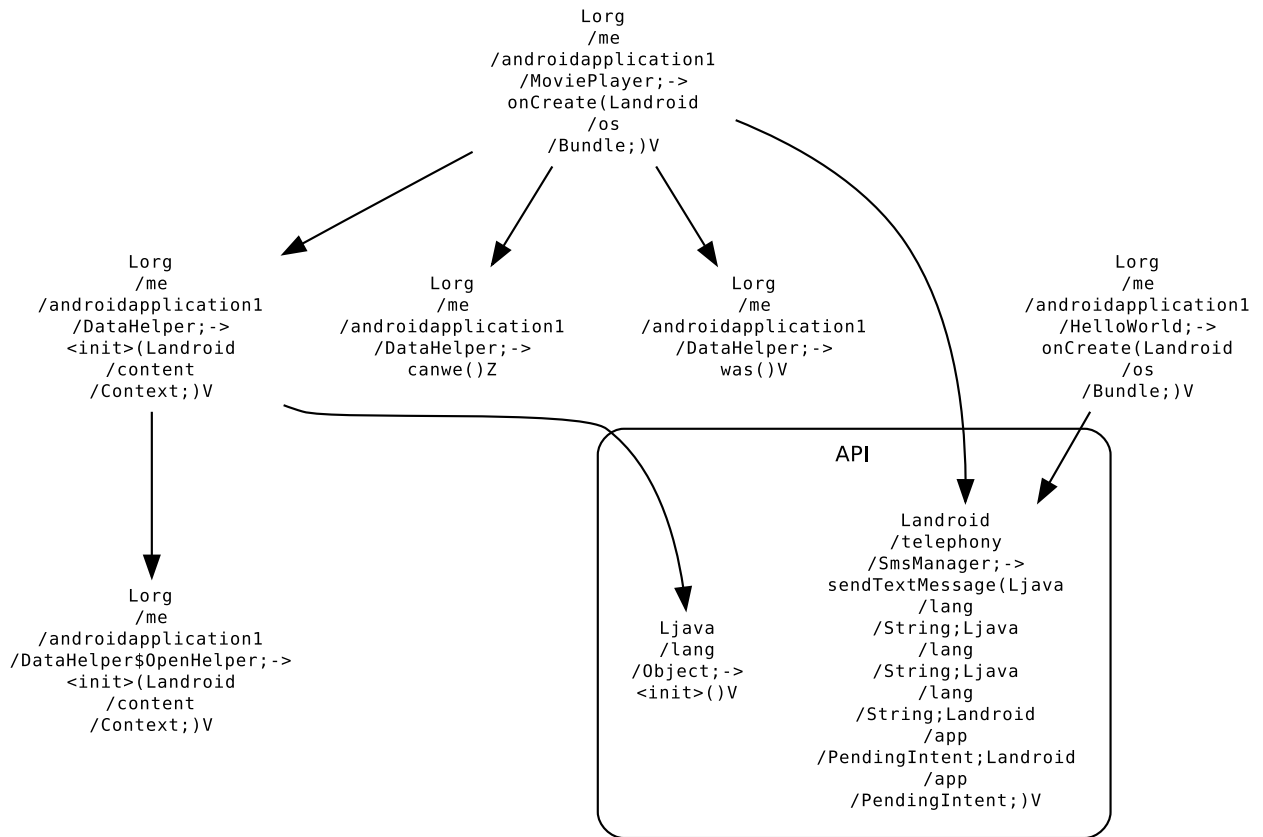 Lorg
/me
/androidapplication1
/MoviePlayer;->
onCreate(Landroid
/os
/Bundle;)V
Lorg
/me
/androidapplication1
/DataHelper;->
<init>(Landroid
/content
/Context;)V
Lorg
/me
/androidapplication1
/DataHelper;->
canwe()Z
Lorg
/me
/androidapplication1
/DataHelper;->
was()V
Lorg
/me
/androidapplication1
/HelloWorld;->
onCreate(Landroid
/os
/Bundle;)V
API
Lorg
/me
/androidapplication1
/DataHelper$OpenHelper;->
<init>(Landroid
/content
/Context;)V
Ljava
/lang
/Object;->
<init>()V
Landroid
/telephony
/SmsManager;->
sendTextMessage(Ljava
/lang
/String;Ljava
/lang
/String;Ljava
/lang
/String;Landroid
/app
/PendingIntent;Landroid
/app
/PendingIntent;)V